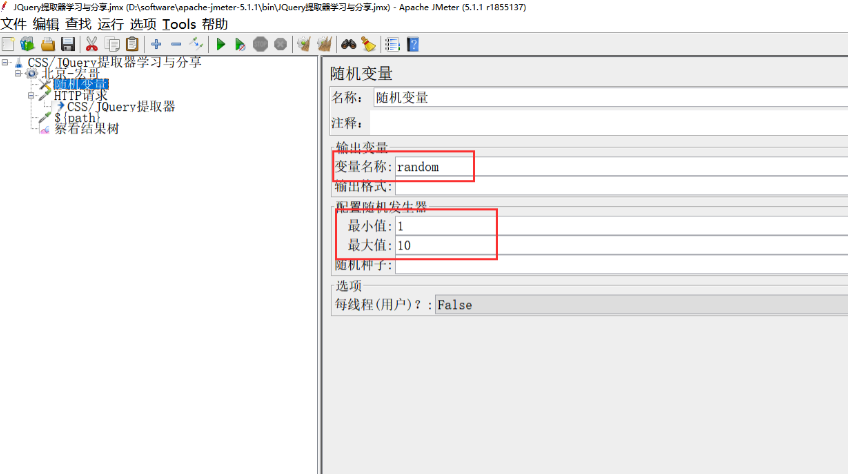 JQuery提取器学习与分享.jmx (D:\software\apache-jmeter-5.1.1\bin\JQuery提取器学习与分享.jmx) - Apache JMeter (5.1.1 r1855137)
文件 编辑 查找 运行 选项 Tools 帮助
CSS/JQuery提取器学习与分享
北京-宏哥
随机变量
HTTP请求
CSS/JQuery提取器
${path}
察看结果树
随机变量
名称: 随机变量
注释:
输出变量
变量名称: random
输出格式:
配置随机发生器
最小值: 1
最大值: 10
随机种子:
选项
每线程(用户)? : False